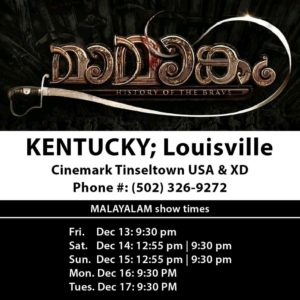 മാമാങ്കം
HISTORY OF THE BRAVE
KENTUCKY; Louisville
Cinemark Tinseltown USA & XD
Phone #: (502) 326-9272
MALAYALAM show times
Fri. Dec 13: 9:30 pm
Sat. Dec 14: 12:55 pm | 9:30 pm
Sun. Dec 15: 12:55 pm | 9:30 pm
Mon. Dec 16: 9:30 PM
Tues. Dec 17: 9:30 PM